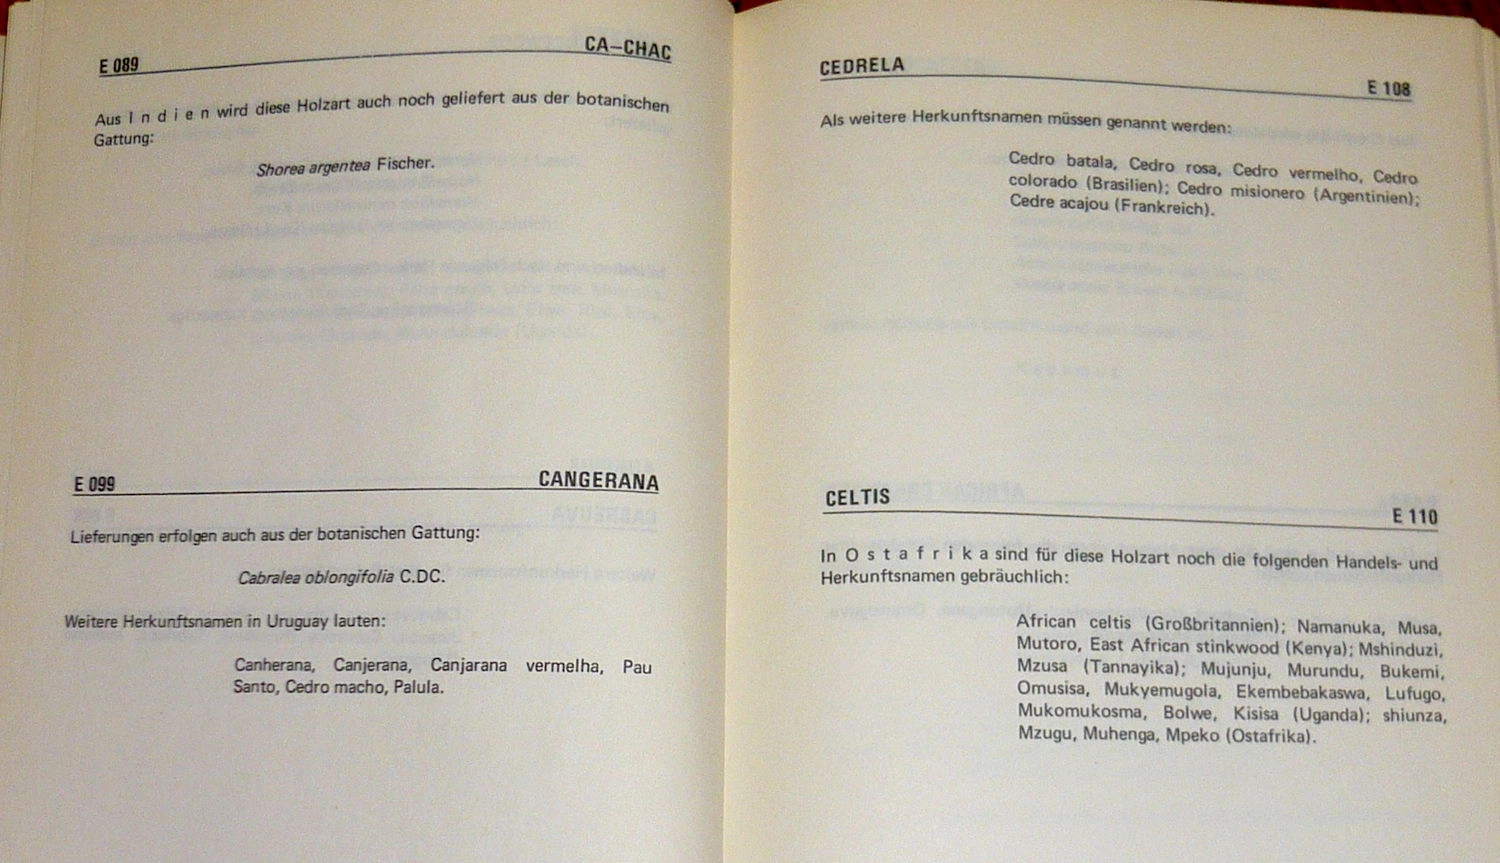 E 089 CA–CHAC
Aus I n d i e n wird diese Holzart auch noch geliefert aus der botanischen
Gattung:
Shorea argentea Fischer.
E 099 CANGERANA
Lieferungen erfolgen auch aus der botanischen Gattung:
Cabralea oblongifolia C.DC.
Weitere Herkunftsnamen in Uruguay lauten:
Canherana, Canjerana, Canjarana vermelha, Pau
Santo, Cedro macho, Palula.
CEDRELA E 108
Als weitere Herkunftsnamen müssen genannt werden:
Cedro batala, Cedro rosa, Cedro vermelho, Cedro
colorado (Brasilien); Cedro misionero (Argentinien);
Cedre acajou (Frankreich).
CELTIS E 110
In O s t a f r i k a sind für diese Holzart noch die folgenden Handels- und
Herkunftsnamen gebräuchlich:
African celtis (Großbritannien); Namanuka, Musa,
Mutoro, East African stinkwood (Kenya); Mshinduzi,
Mzusa (Tannayika); Mujunju, Murundu, Bukemi,
Omusisa, Mukyemugola, Ekembebakaswa, Lufugo,
Mukomukosma, Bolwe, Kisisa (Uganda); shiunza,
Mzugu, Muhenga, Mpeko (Ostafrika).